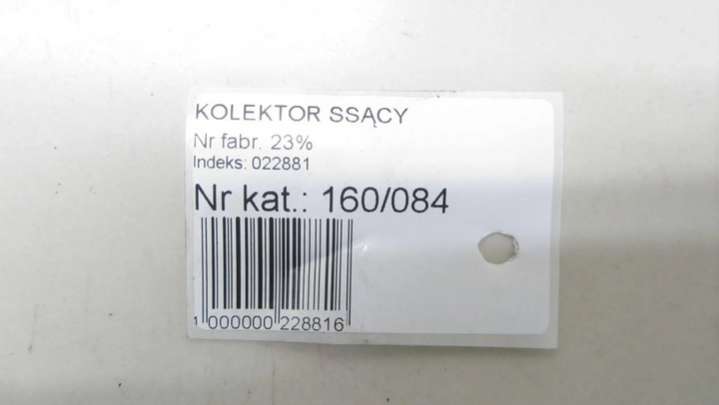 KOLEKTOR SSĄCY
Nr fabr. 23%
Indeks: 022881
Nr kat.: 160/084
1 000000 228816